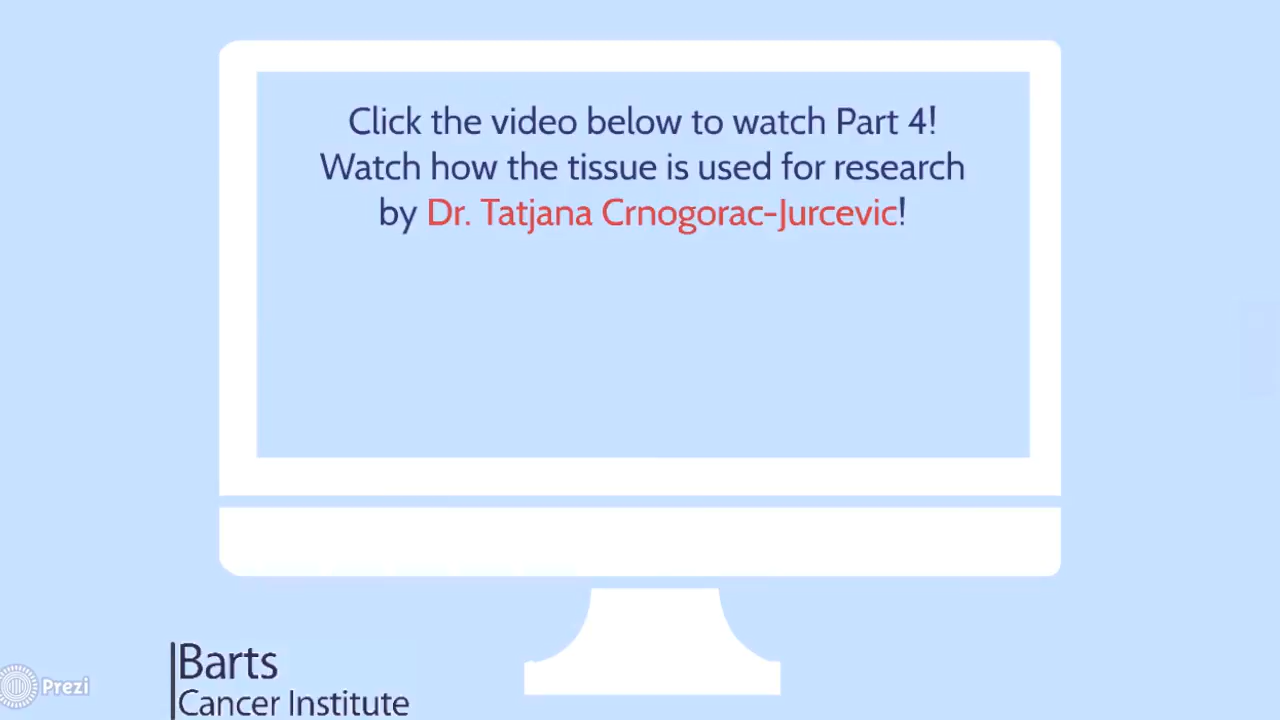 Click the video below to watch Part 4!
Watch how the tissue is used for research
by Dr. Tatjana Crnogorac-Jurcevic!
Barts
Cancer Institute
Prezi